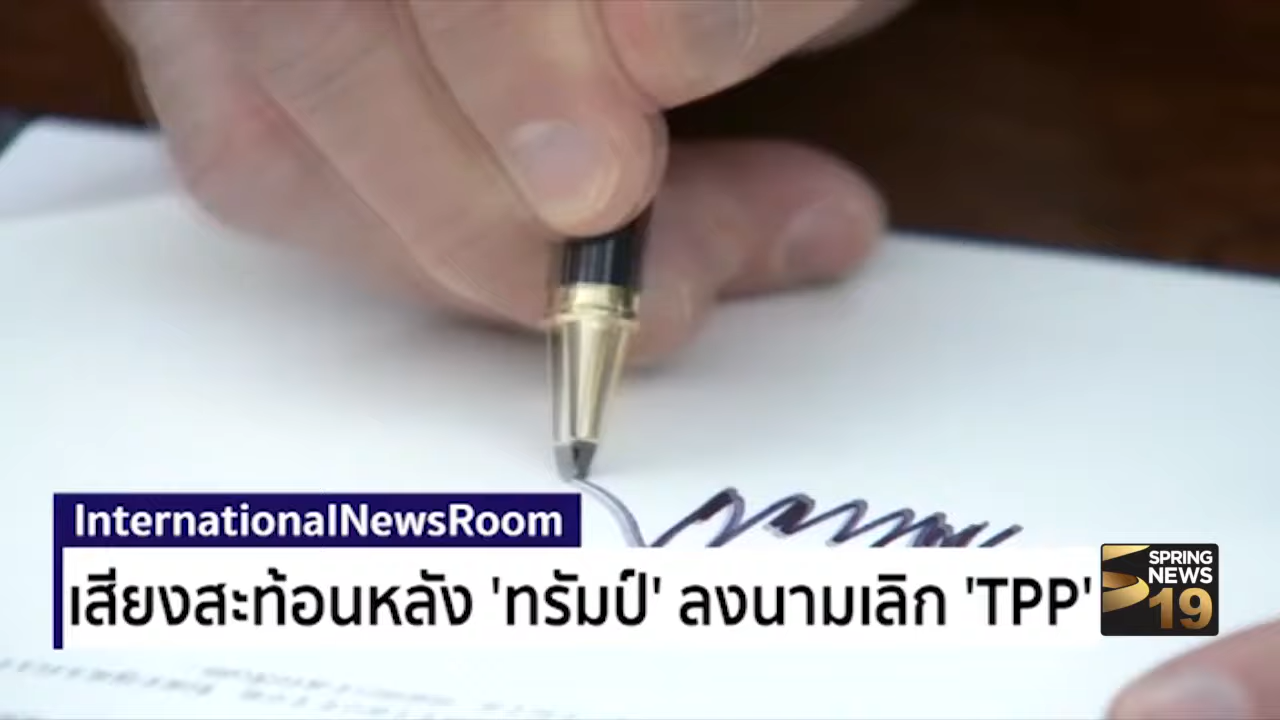 InternationalNewsRoom
เสียงสะท้อนหลัง 'ทรัมป์' ลงนามเลิก 'TPP'
SPRING
NEWS
19